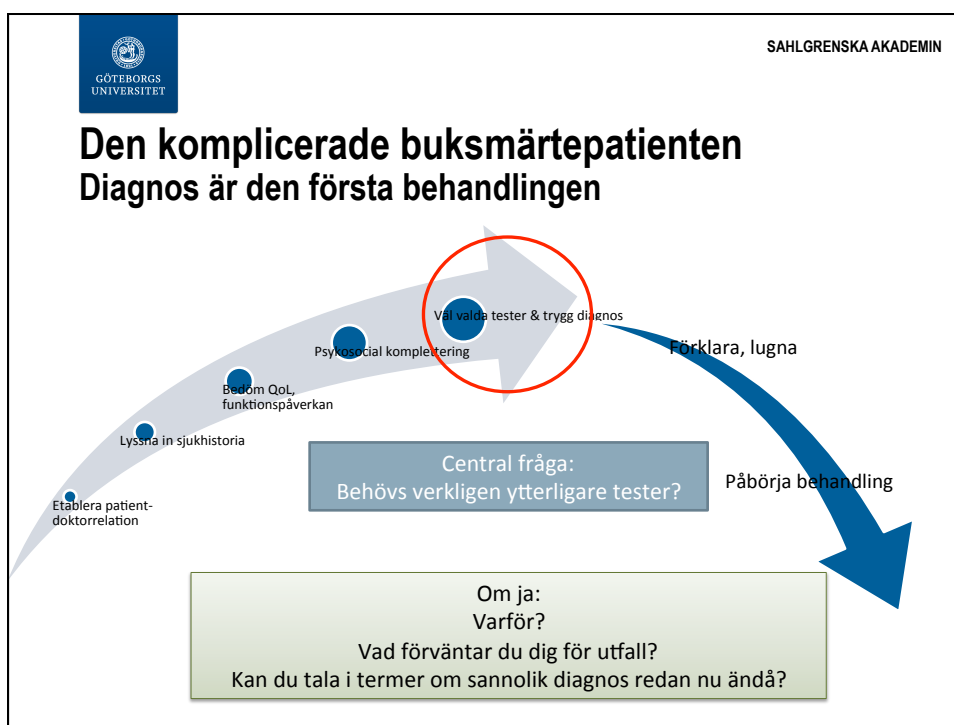 GÖTEBORGS
UNIVERSITET
SAHLGRENSKA AKADEMIN
Den komplicerade buksmärtepatienten
Diagnos är den första behandlingen
Väl valda tester & trygg diagnos
Förklara, lugna
Psykosocial komplettering
Bedöm QoL,
funktionspåverkan
Lyssna in sjukhistoria
Central fråga:
Behövs verkligen ytterligare tester?
Påbörja behandling
Etablera patient-
doktorrelation
Om ja:
Varför?
Vad förväntar du dig för utfall?
Kan du tala i termer om sannolik diagnos redan nu ändå?